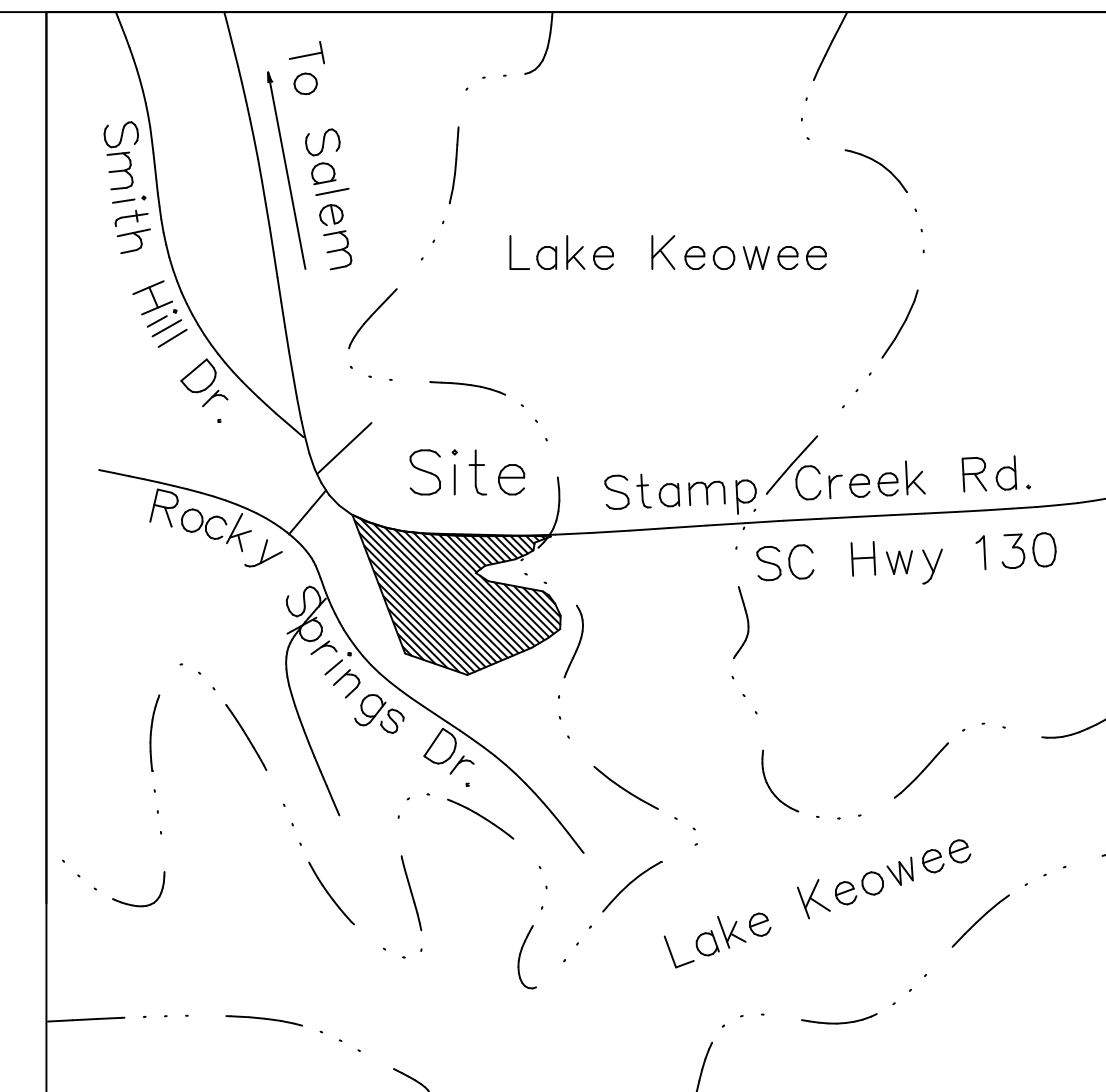 To Salem
Smith Hill Dr.
Lake Keowee
Site
Stamp Creek Rd.
SC Hwy 130
Rocky Springs Dr.
Lake Keowee